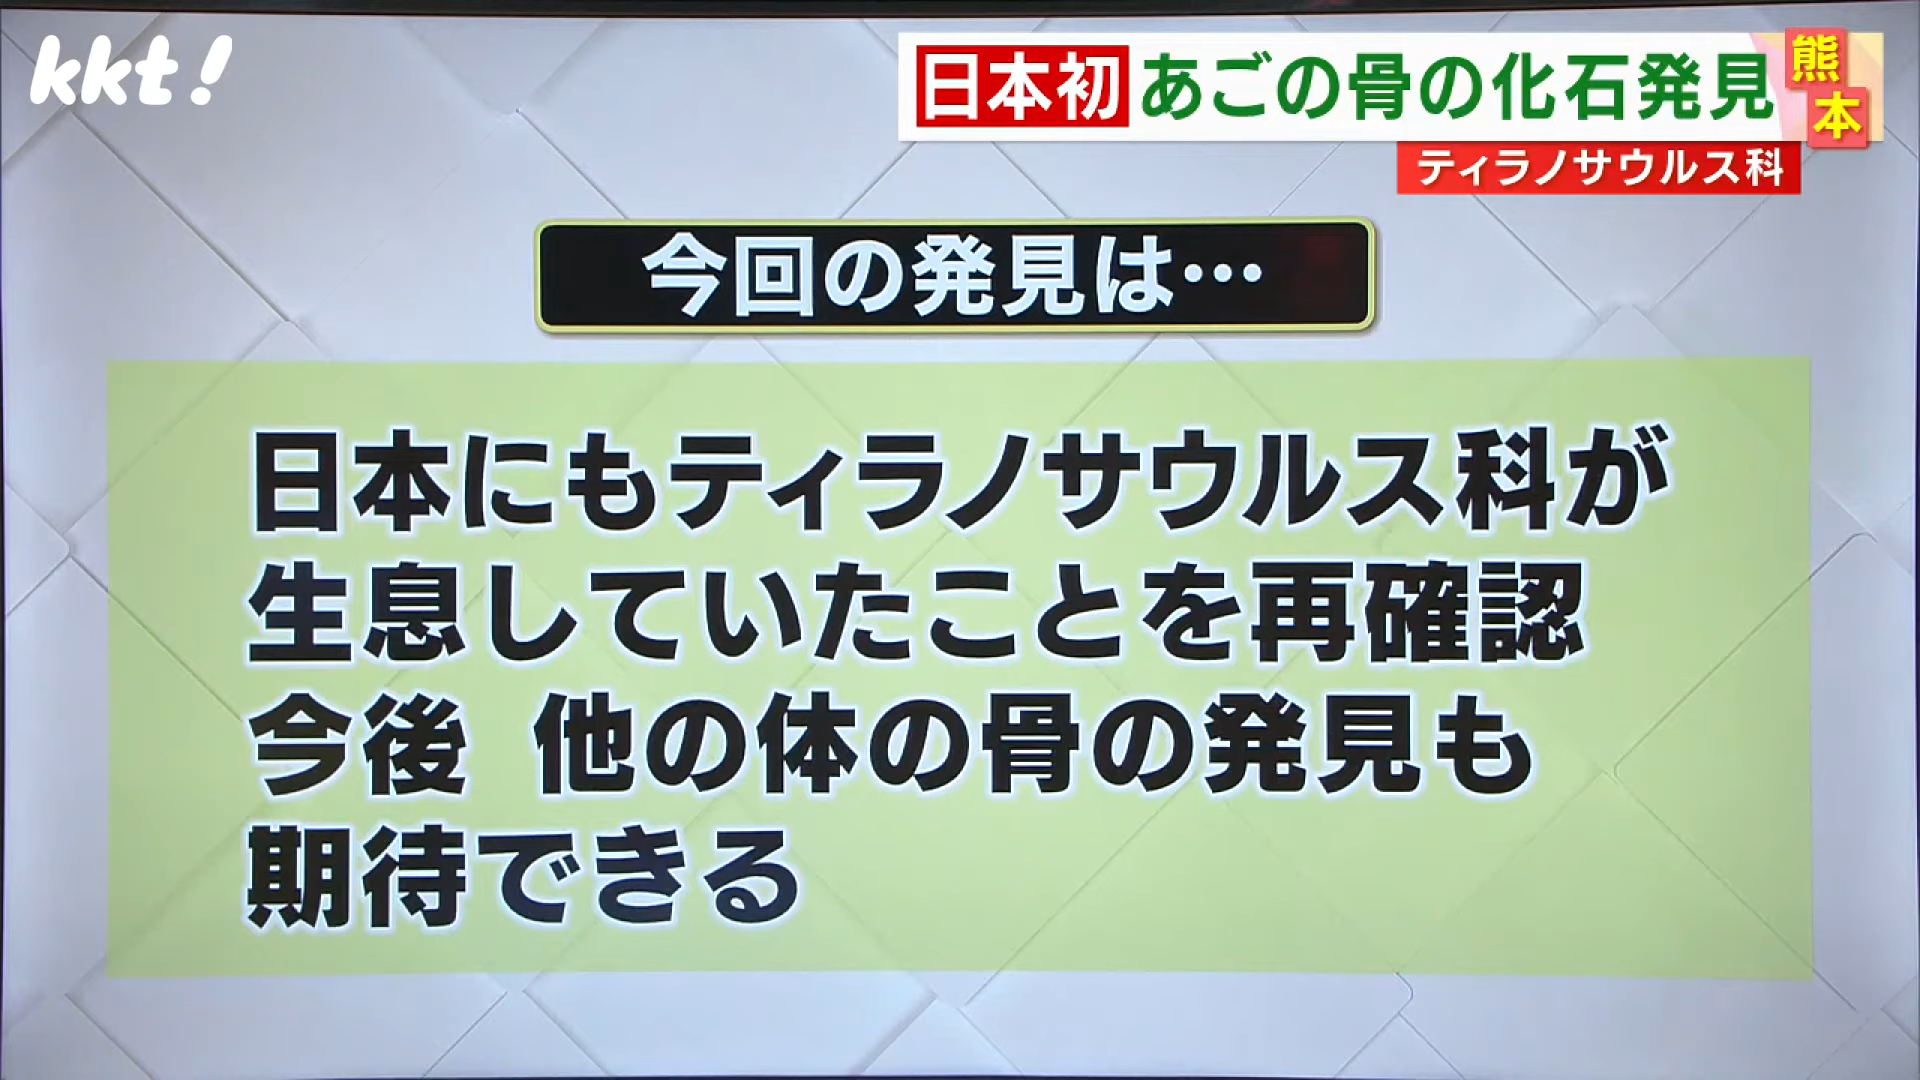 kkt!
日本初 あごの骨の化石発見
熊本
ティラノサウルス科
今回の発見は…
日本にもティラノサウルス科が
生息していたことを再確認
今後 他の体の骨の発見も
期待できる